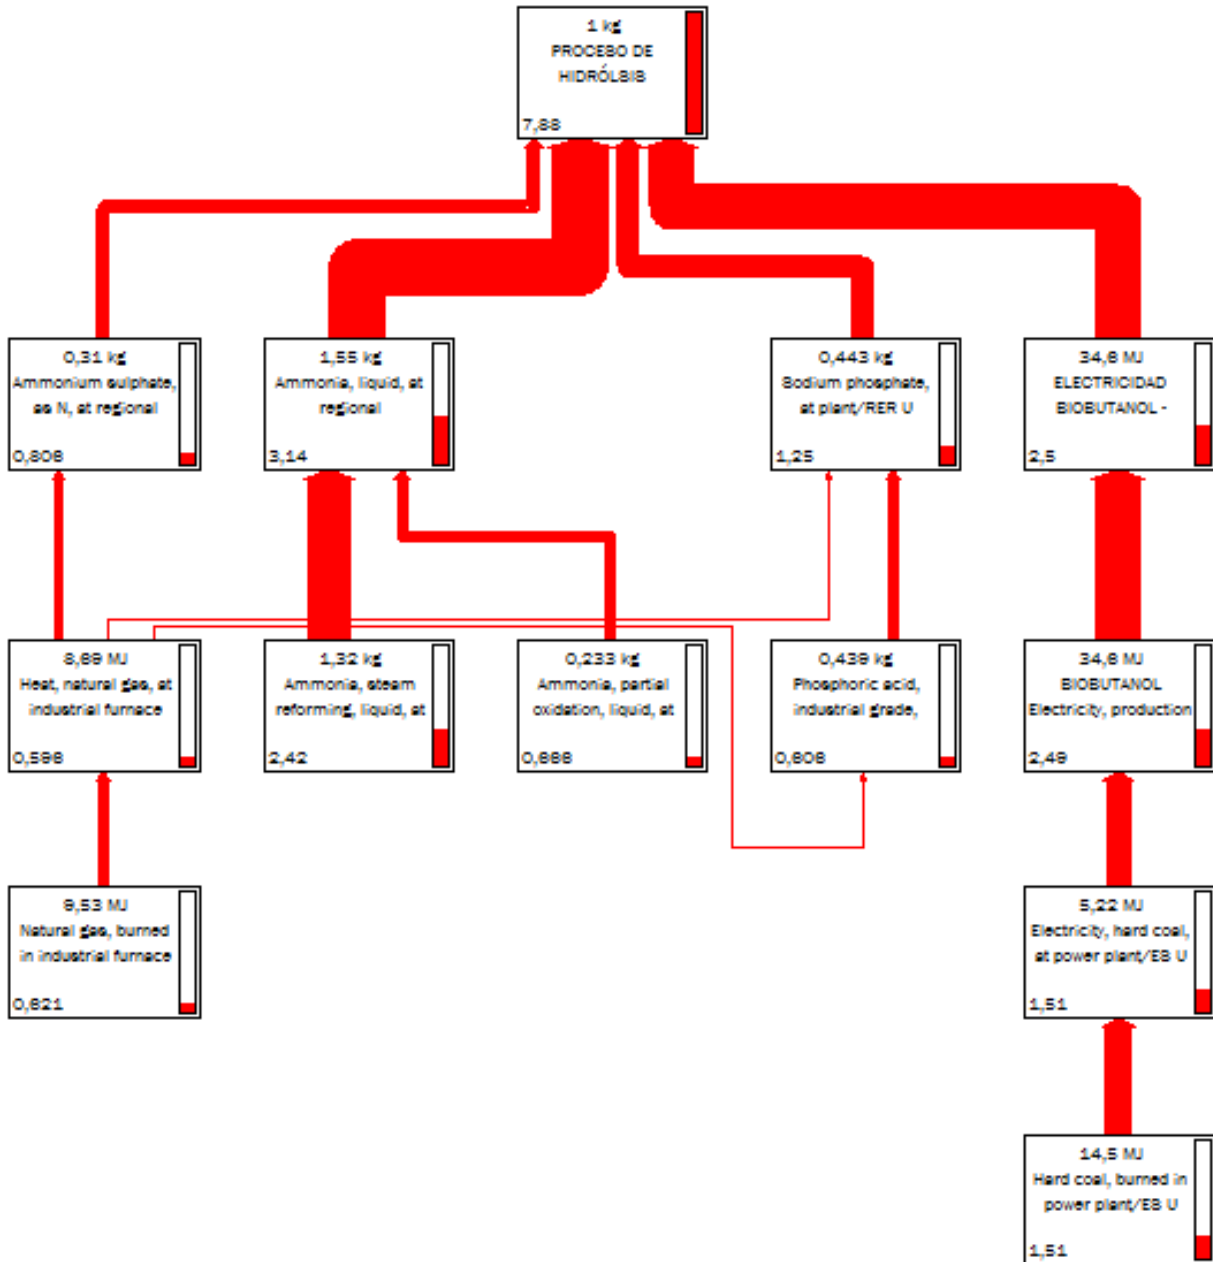 1 kg
PROCESO DE
HIDRÓLSIS
7,88
0,31 kg
Ammonium sulphate,
as N, at regional
0,806
1,55 kg
Ammonia, liquid, at
regional
3,14
0,443 kg
Sodium phosphate,
at plant/RER U
1,25
34,6 MJ
ELECTRICIDAD
BIOBUTANOL -
2,5
8,69 MJ
Heat, natural gas, at
industrial furnace
0,596
1,32 kg
Ammonia, steam
reforming, liquid, at
2,42
0,233 kg
Ammonia, partial
oxidation, liquid, at
0,666
0,439 kg
Phosphoric acid,
industrial grade,
0,606
34,6 MJ
BIOBUTANOL
Electricity, production
2,49
9,53 MJ
Natural gas, burned
in industrial furnace
0,621
5,22 MJ
Electricity, hard coal,
at power plant/ES U
1,51
14,5 MJ
Hard coal, burned in
power plant/ES U
1,51